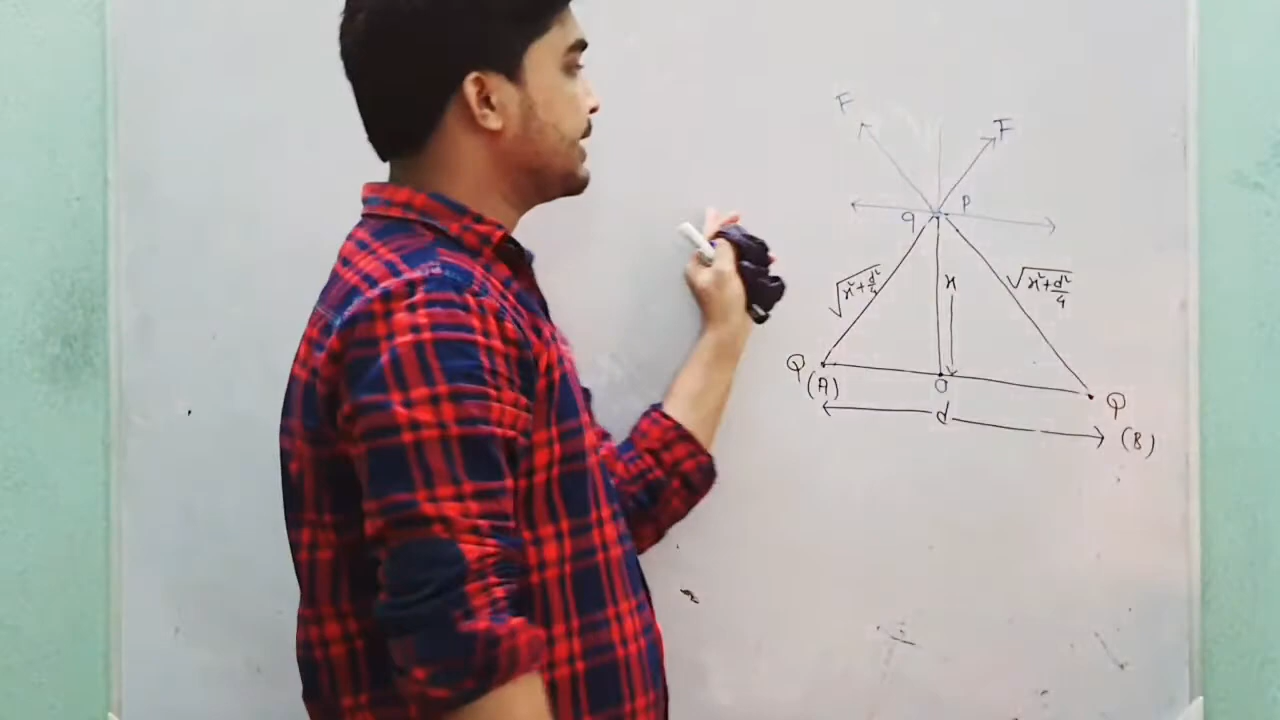 F
F
q
P
√x²+d²/4
x
√x²+d²/4
Q
(A)
O
Q
d
(B)